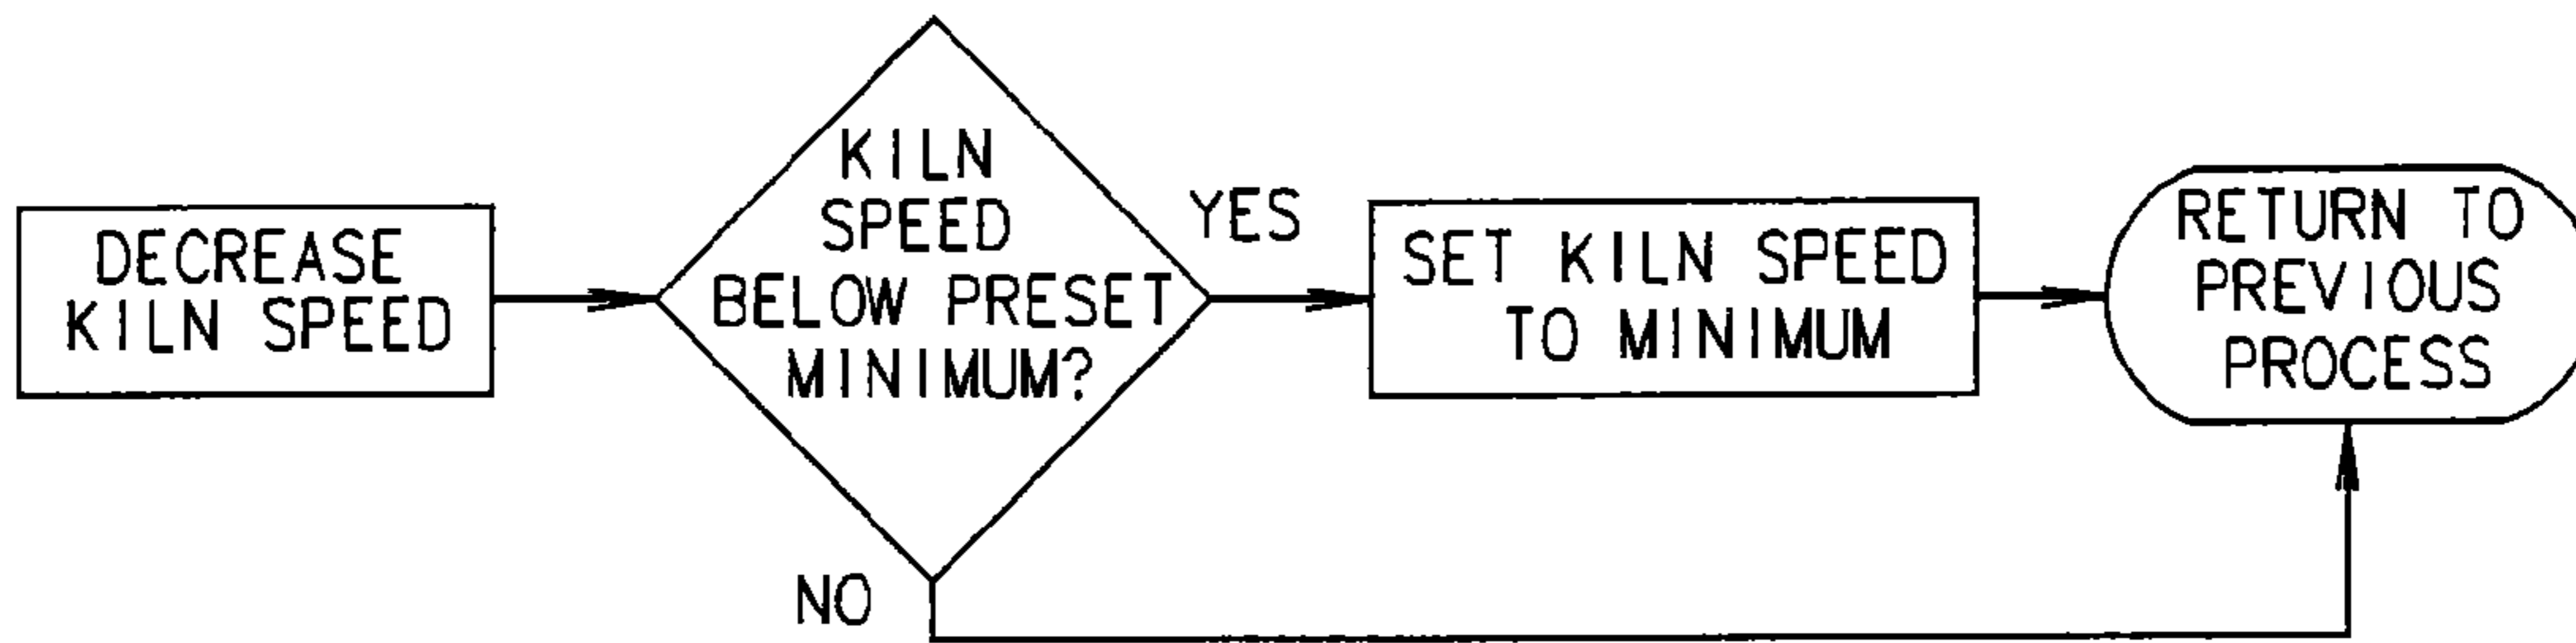 DECREASE
KILN SPEED
KILN
SPEED
BELOW PRESET
MINIMUM?
YES
NO
SET KILN SPEED
TO MINIMUM
RETURN TO
PREVIOUS
PROCESS